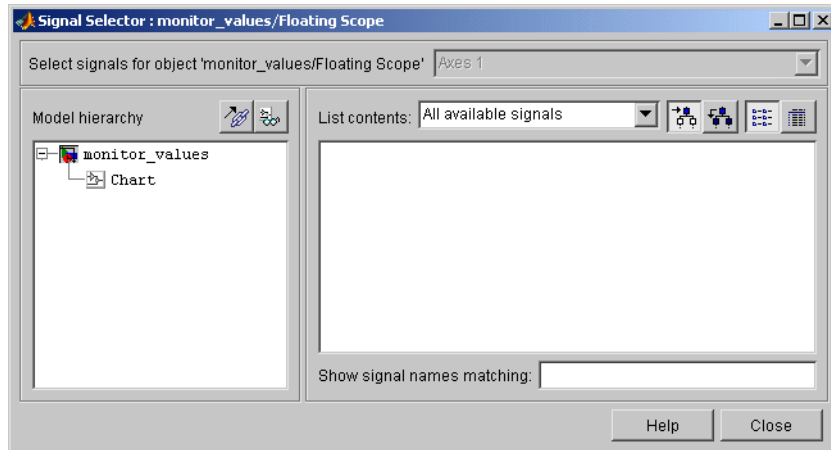 Signal Selector : monitor_values/Floating Scope
Select signals for object 'monitor_values/Floating Scope' Axes 1
Model hierarchy
List contents: All available signals
monitor_values
Chart
Show signal names matching:
Help Close